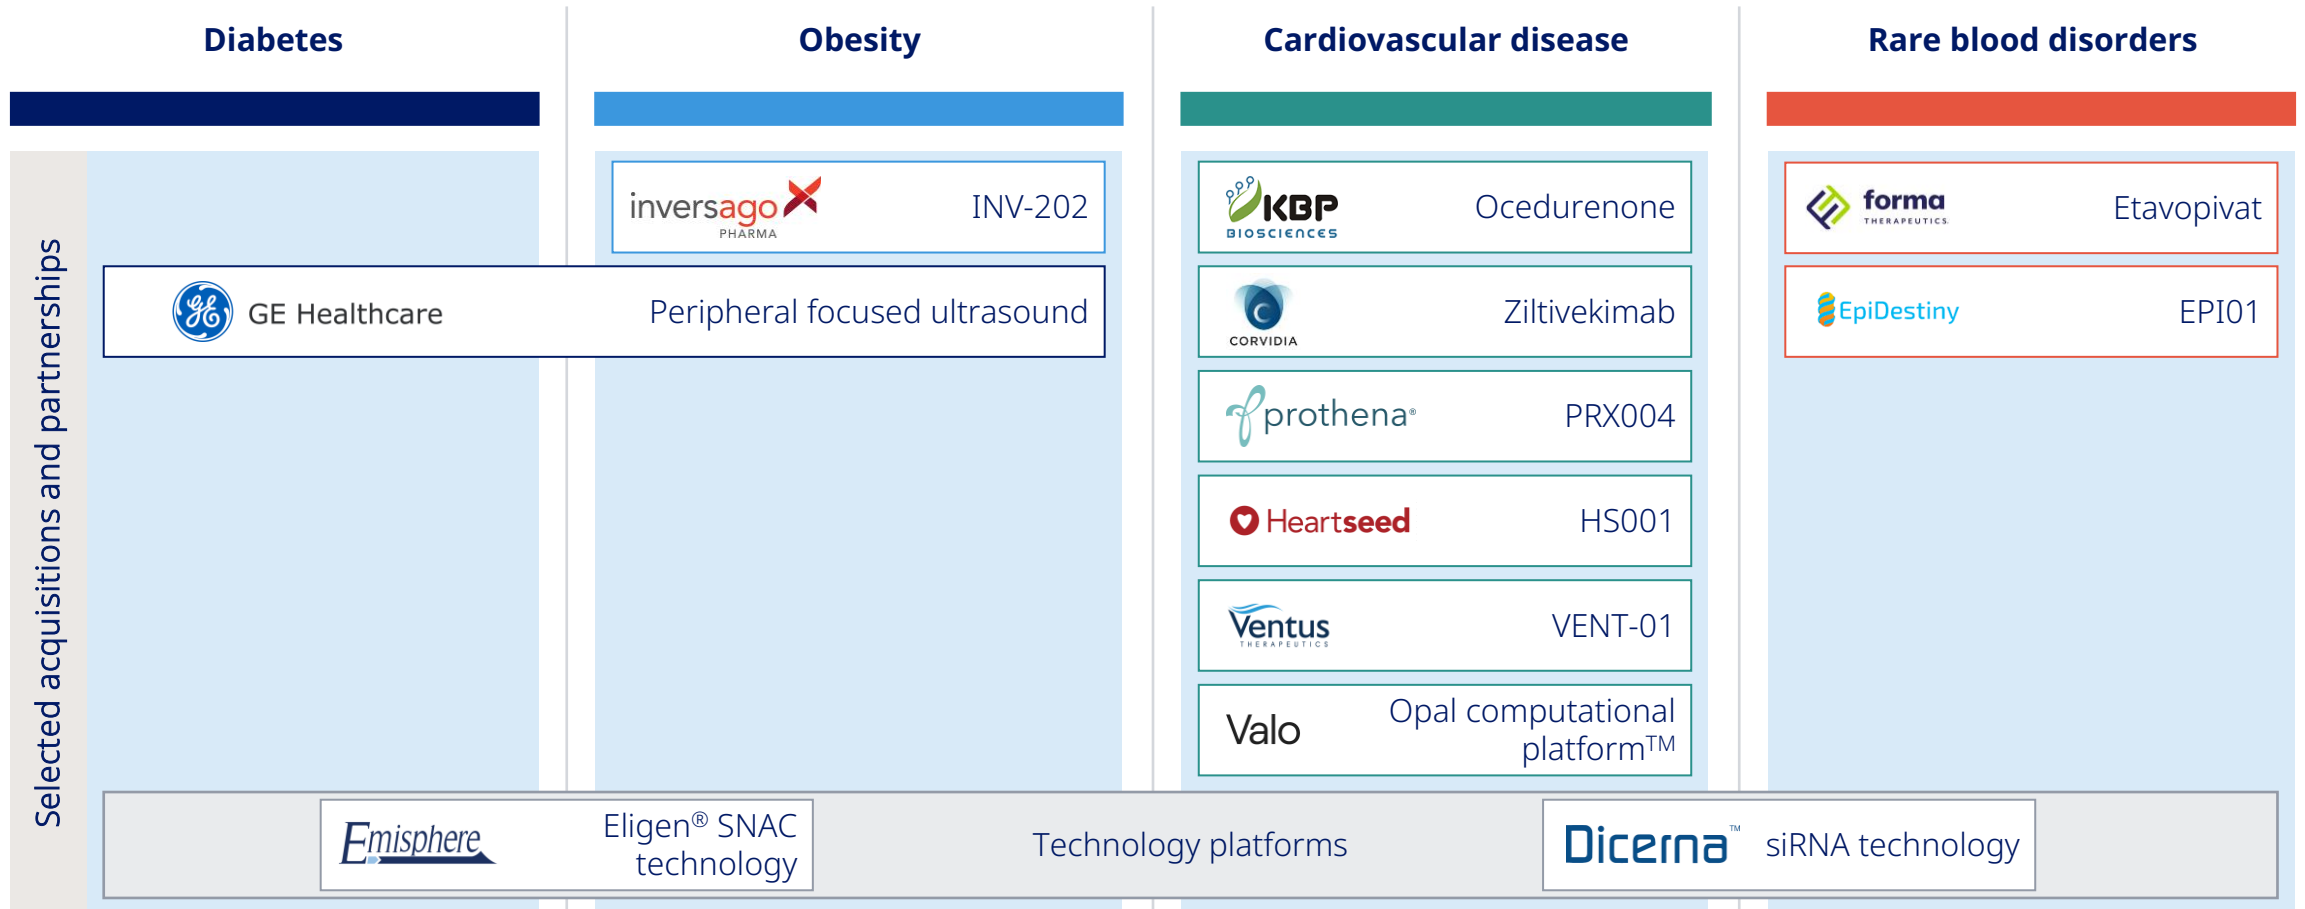 Diabetes
Obesity
Cardiovascular disease
Rare blood disorders
Selected acquisitions and partnerships
inversago
PHARMA
INV-202
GE Healthcare
Peripheral focused ultrasound
KBP
BIOSCIENCES
Ocedurenone
C
CORVIDIA
Ziltivekimab
prothena®
PRX004
Heartseed
HS001
Ventus
THERAPEUTICS
VENT-01
Valo
Opal computational
platform™
forma
THERAPEUTICS.
Etavopivat
EpiDestiny
EPI01
Emisphere
Eligen® SNAC
technology
Technology platforms
Dicerna™
siRNA technology